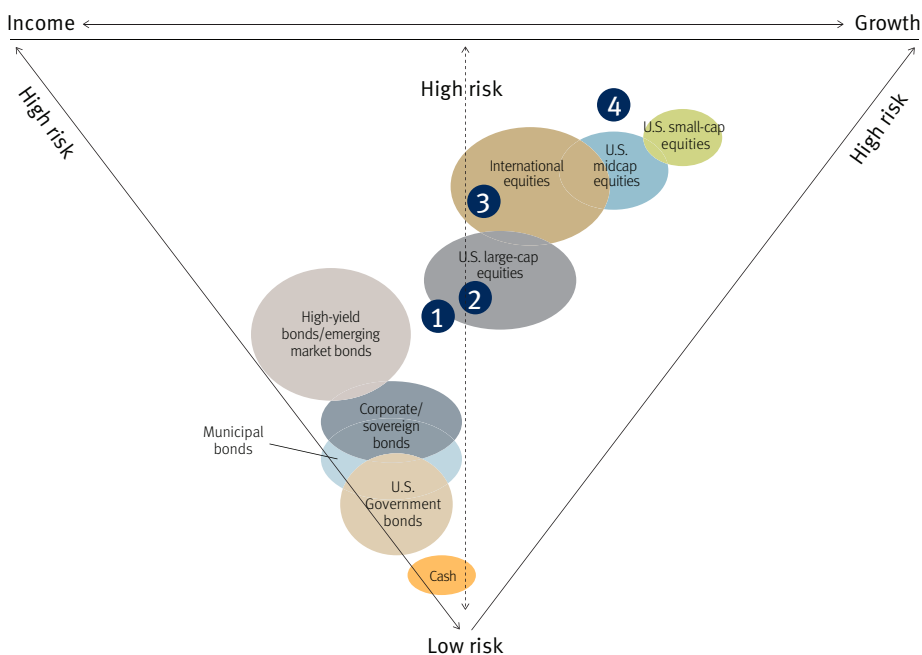 Income
Growth
High risk
High risk
High risk
4
U.S. small-cap
equities
U.S.
midcap
equities
International
equities
3
U.S. large-cap
equities
2
1
High-yield
bonds/emerging
market bonds
Corporate/
sovereign
bonds
Municipal
bonds
U.S.
Government
bonds
Cash
Low risk